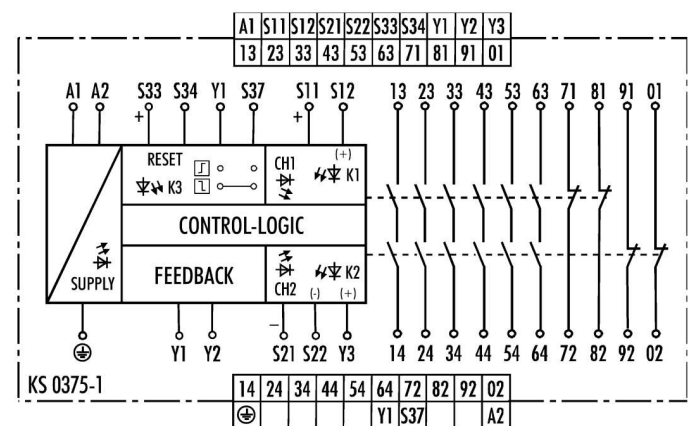 A1 S11 S12 S21 S22 S33 S34 Y1 Y2 Y3
13 23 33 43 53 63 71 81 91 01
A1 A2 S33 S34 Y1 S37 S11 S12 13 23 33 43 53 63 71 81 91 01
+ +
RESET CH1 (+)
K3 K1
CONTROL-LOGIC
SUPPLY FEEDBACK CH2 K2
(-) (+)
–
Y1 Y2 S21 S22 Y3 14 24 34 44 54 64 72 82 92 02
KS 0375-1
14 24 34 44 54 64 72 82 92 02
Y1 S37 A2